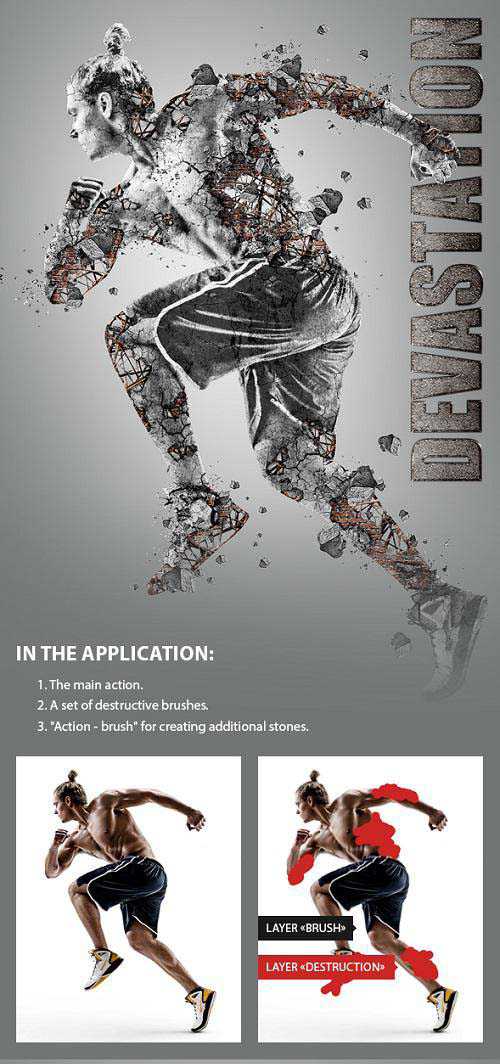 DEVASTATION
IN THE APPLICATION:
1. The main action.
2. A set of destructive brushes.
3. "Action - brush" for creating additional stones.
LAYER «BRUSH»
LAYER «DESTRUCTION»